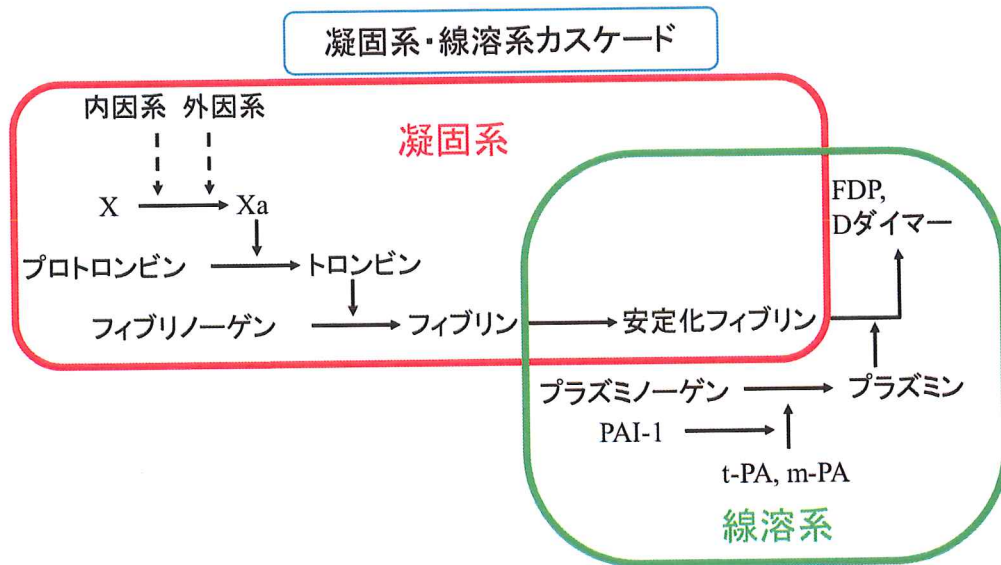 凝固系・線溶系カスケード
内因系 外因系
凝固系
X
Xa
FDP,
Dダイマー
プロトロンビン
トロンビン
フィブリノーゲン
フィブリン
安定化フィブリン
プラズミノーゲン
プラズミン
PAI-1
t-PA, m-PA
線溶系